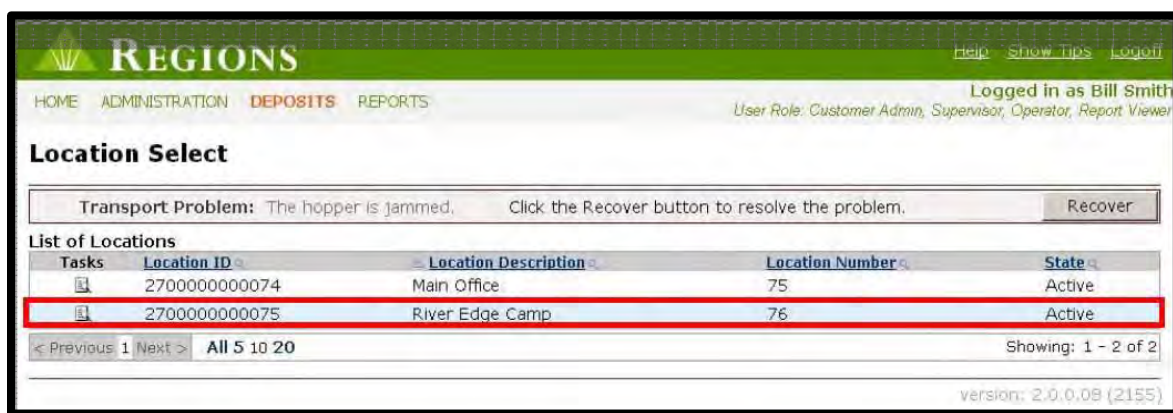 REGIONS
Help Show Tips Logoff
HOME ADMINISTRATION DEPOSITS REPORTS
Logged in as Bill Smith
User Role: Customer Admin, Supervisor, Operator, Report Viewer
Location Select
Transport Problem: The hopper is jammed. Click the Recover button to resolve the problem. Recover
List of Locations
Tasks Location ID Location Description Location Number State
2700000000074 Main Office 75 Active
2700000000075 River Edge Camp 76 Active
< Previous 1 Next > All 5 10 20 Showing: 1 - 2 of 2
version: 2.0.0.09 (2155)